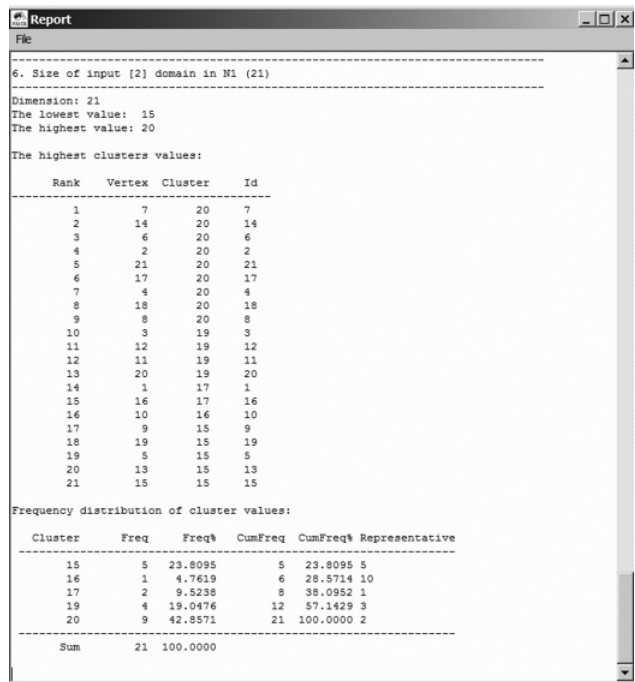 Report
File
6. Size of input [2] domain in N1 (21)
Dimension: 21
The lowest value: 15
The highest value: 20
The highest clusters values:
Rank Vertex Cluster Id
1 7 20 7
2 14 20 14
3 6 20 6
4 2 20 2
5 21 20 21
6 17 20 17
7 4 20 4
8 18 20 18
9 8 20 8
10 3 19 3
11 12 19 12
12 11 19 11
13 20 19 20
14 1 17 1
15 16 17 16
16 10 16 10
17 9 15 9
18 19 15 19
19 5 15 5
20 13 15 13
21 15 15 15
Frequency distribution of cluster values:
Cluster Freq Freq% CumFreq CumFreq% Representative
15 5 23.8095 5 23.8095 5
16 1 4.7619 6 28.5714 10
17 2 9.5238 8 38.0952 1
19 4 19.0476 12 57.1429 3
20 9 42.8571 21 100.0000 2
Sum 21 100.0000